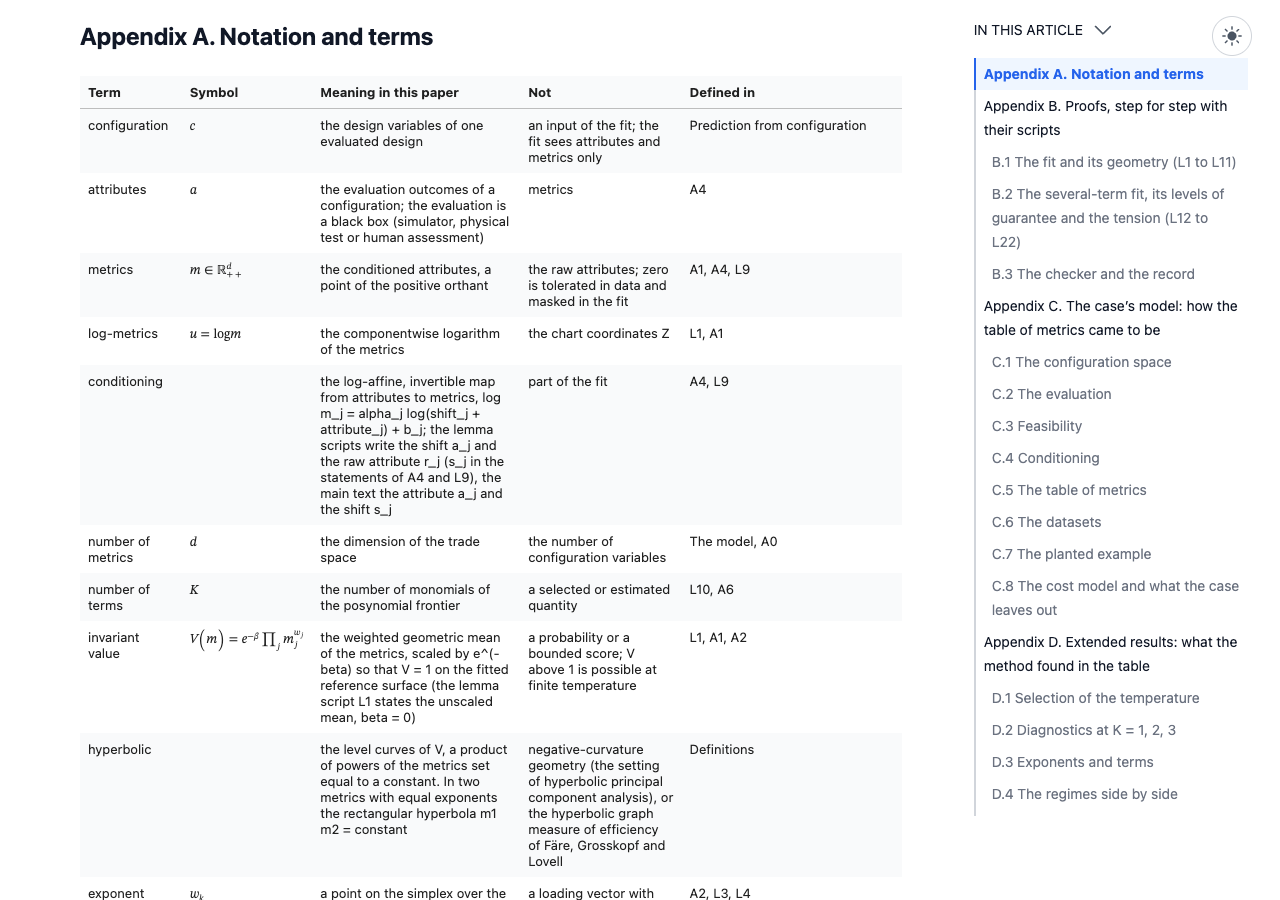 Appendix A. Notation and terms
Term Symbol Meaning in this paper Not Defined in
configuration c the design variables of one evaluated design an input of the fit; the fit sees attributes and metrics only Prediction from configuration
attributes a the evaluation outcomes of a configuration; the evaluation is a black box (simulator, physical test or human assessment) metrics A4
metrics m ∈ ℝ^d_++ the conditioned attributes, a point of the positive orthant the raw attributes; zero is tolerated in data and masked in the fit A1, A4, L9
log-metrics u = logm the componentwise logarithm of the metrics the chart coordinates Z L1, A1
conditioning the log-affine, invertible map from attributes to metrics, log m_j = alpha_j log(shift_j + attribute_j) + b_j; the lemma scripts write the shift a_j and the raw attribute r_j (s_j in the statements of A4 and L9), the main text the attribute a_j and the shift s_j part of the fit A4, L9
number of metrics d the dimension of the trade space the number of configuration variables The model, A0
number of terms K the number of monomials of the posynomial frontier a selected or estimated quantity L10, A6
invariant value V(m) = e^−β ∏_j m_j^w_j the weighted geometric mean of the metrics, scaled by e^(-beta) so that V = 1 on the fitted reference surface (the lemma script L1 states the unscaled mean, beta = 0) a probability or a bounded score; V above 1 is possible at finite temperature L1, A1, A2
hyperbolic the level curves of V, a product of powers of the metrics set equal to a constant. In two metrics with equal exponents the rectangular hyperbola m1 m2 = constant negative-curvature geometry (the setting of hyperbolic principal component analysis), or the hyperbolic graph measure of efficiency of Färe, Grosskopf and Lovell Definitions
exponent w_k a point on the simplex over the a loading vector with A2, L3, L4
IN THIS ARTICLE
Appendix A. Notation and terms
Appendix B. Proofs, step for step with
their scripts
B.1 The fit and its geometry (L1 to L11)
B.2 The several-term fit, its levels of
guarantee and the tension (L12 to
L22)
B.3 The checker and the record
Appendix C. The case’s model: how the
table of metrics came to be
C.1 The configuration space
C.2 The evaluation
C.3 Feasibility
C.4 Conditioning
C.5 The table of metrics
C.6 The datasets
C.7 The planted example
C.8 The cost model and what the case
leaves out
Appendix D. Extended results: what the
method found in the table
D.1 Selection of the temperature
D.2 Diagnostics at K = 1, 2, 3
D.3 Exponents and terms
D.4 The regimes side by side